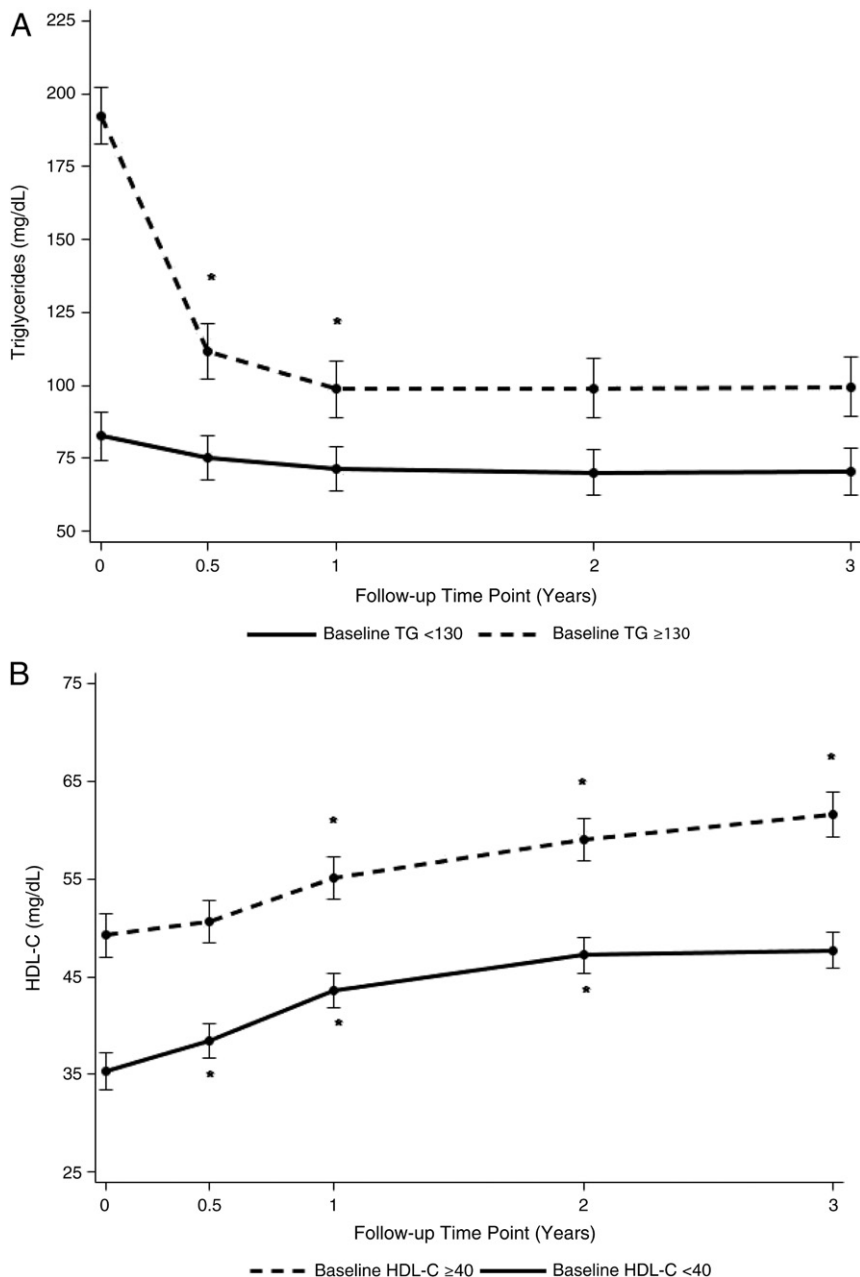 A
225
200
175
150
125
100
75
50
Triglycerides (mg/dL)
*
*
0 0.5 1 2 3
Follow-up Time Point (Years)
Baseline TG <130 Baseline TG ≥130
B
75
65
55
45
35
25
HDL-C (mg/dL)
*
*
*
*
*
*
0 0.5 1 2 3
Follow-up Time Point (Years)
Baseline HDL-C ≥40 Baseline HDL-C <40